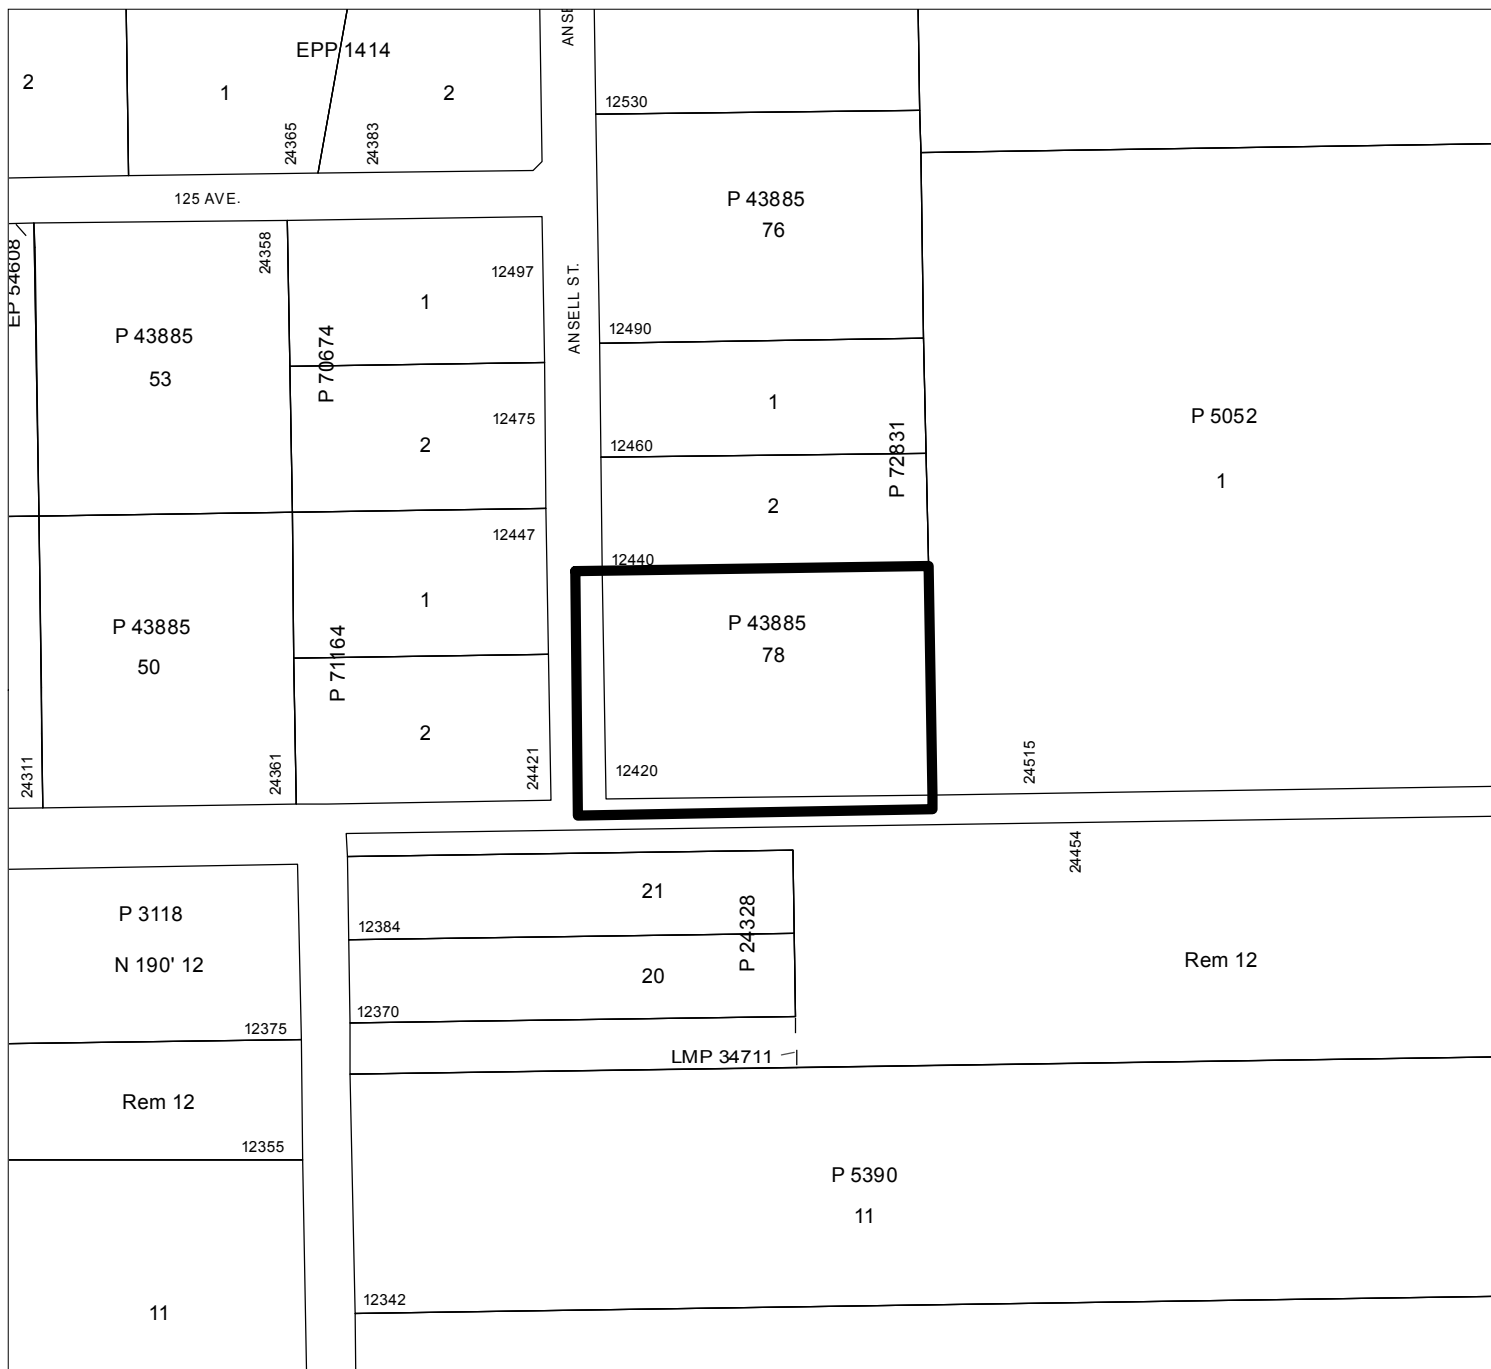 ANSE
EPP 1414
2
1
2
12530
24365
24383
125 AVE.
P 43885
76
EP 54608
24358
12497
ANSELL ST.
1
12490
P 43885
53
P 70674
1
12475
2
12460
P 72831
P 5052
1
2
12447
12440
1
P 43885
50
P 71164
P 43885
78
2
24311
24361
24421
12420
24515
24454
21
P 3118
12384
P 24328
N 190' 12
20
Rem 12
12370
12375
LMP 34711
Rem 12
12355
P 5390
11
12342
11